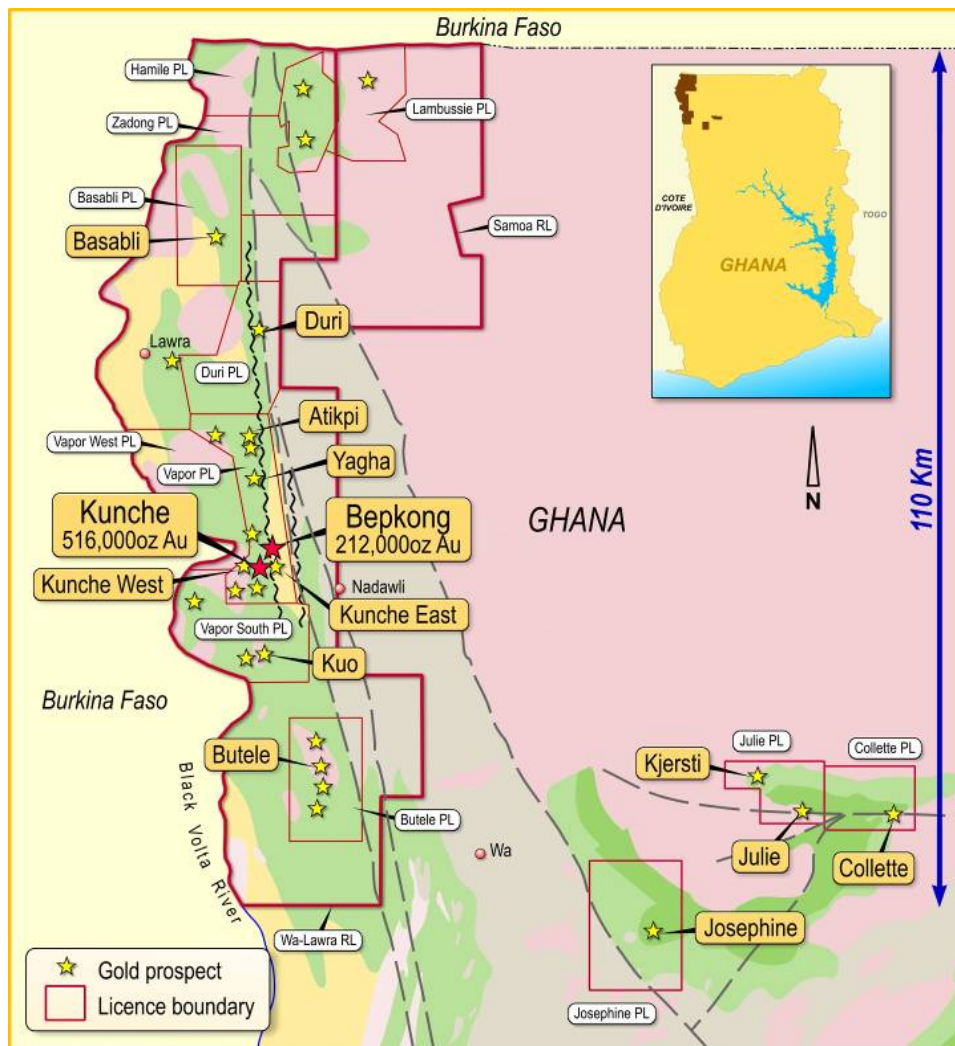 Burkina Faso
Hamile PL
Lambussie PL
Zadong PL
Basabli PL
Samoa RL
Basabli
COTE
D'IVOIRE
TOGO
GHANA
Duri
Lawra
Duri PL
Atikpi
Vapor West PL
Yagha
Vapor PL
N
110 Km
Kunche
516,000oz Au
Bepkong
212,000oz Au
GHANA
Kunche West
Nadawli
Kunche East
Vapor South PL
Kuo
Burkina Faso
Butele
Julie PL
Collette PL
Kjersti
Black Volta River
Butele PL
Wa
Julie
Collette
Josephine
Wa-Lawra RL
Gold prospect
Licence boundary
Josephine PL